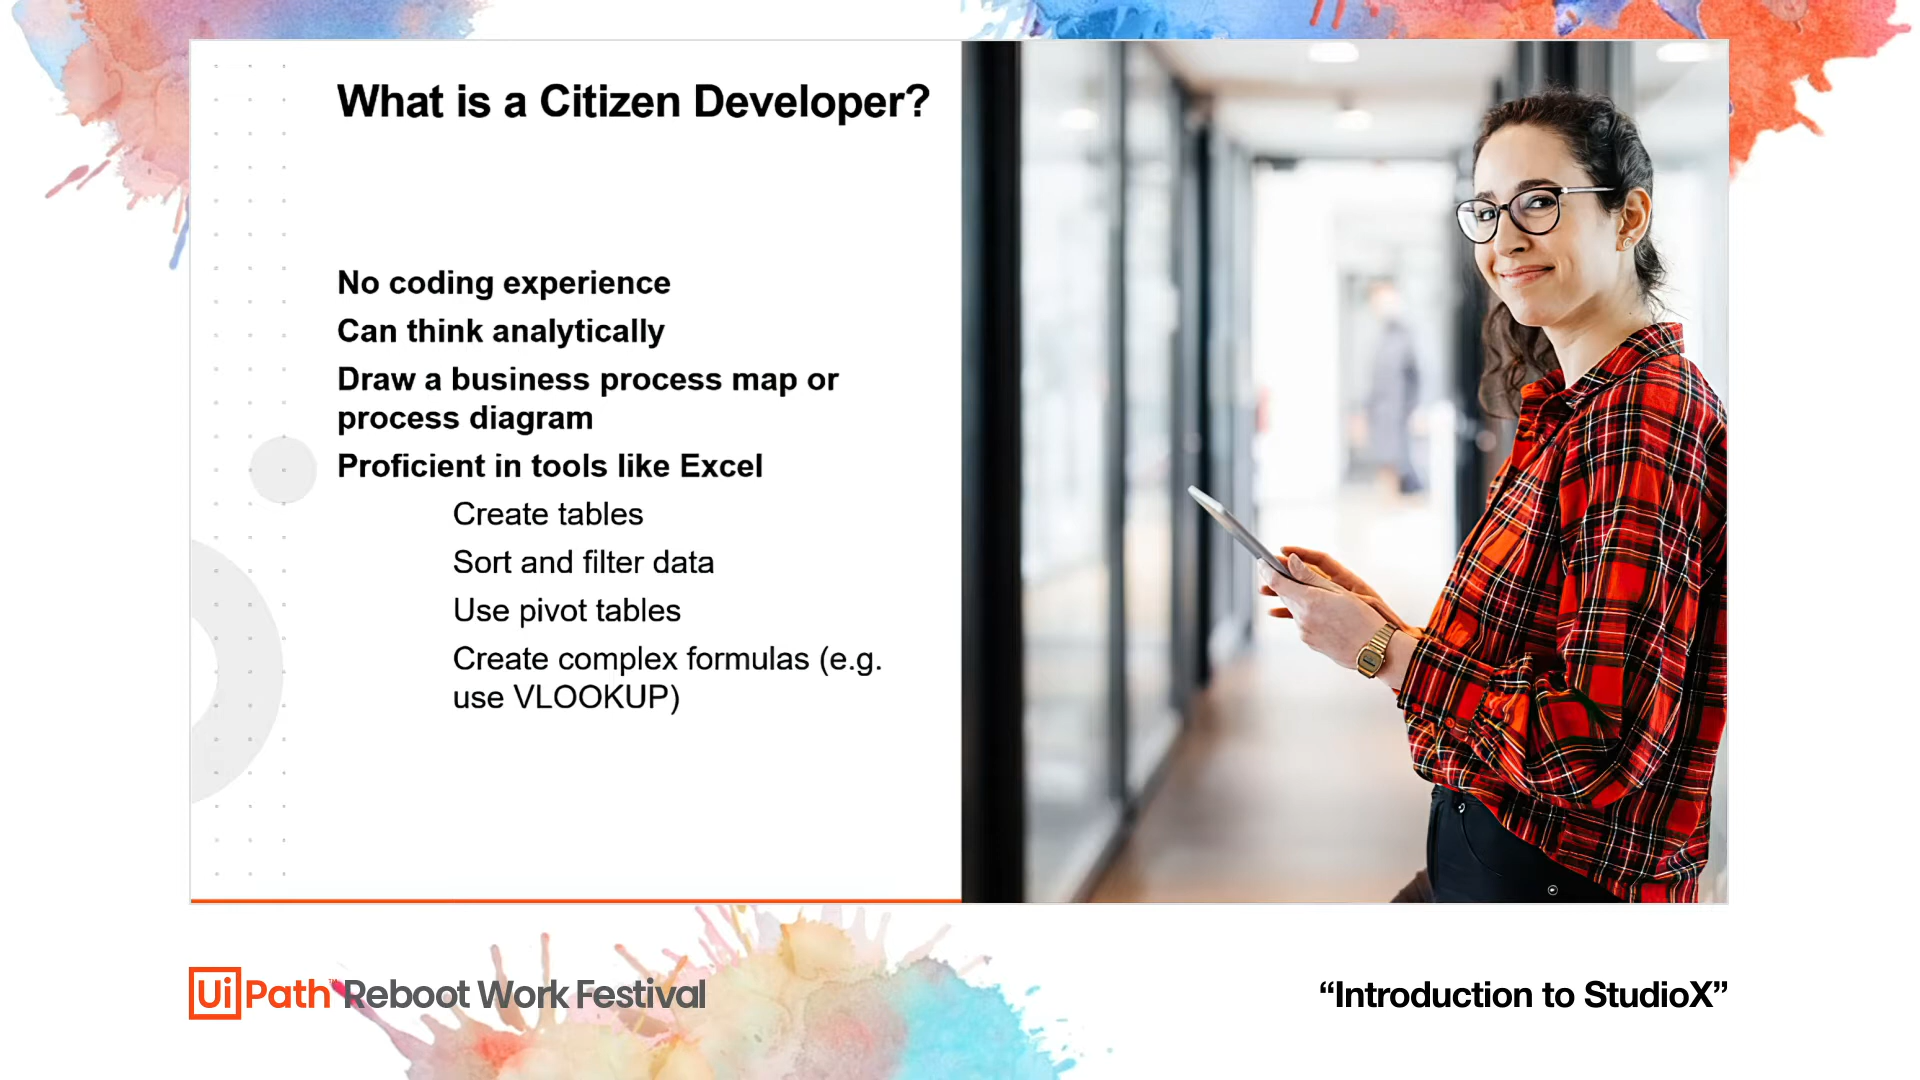 What is a Citizen Developer?
No coding experience
Can think analytically
Draw a business process map or
process diagram
Proficient in tools like Excel
Create tables
Sort and filter data
Use pivot tables
Create complex formulas (e.g.
use VLOOKUP)
UiPath™ Reboot Work Festival
“Introduction to StudioX”